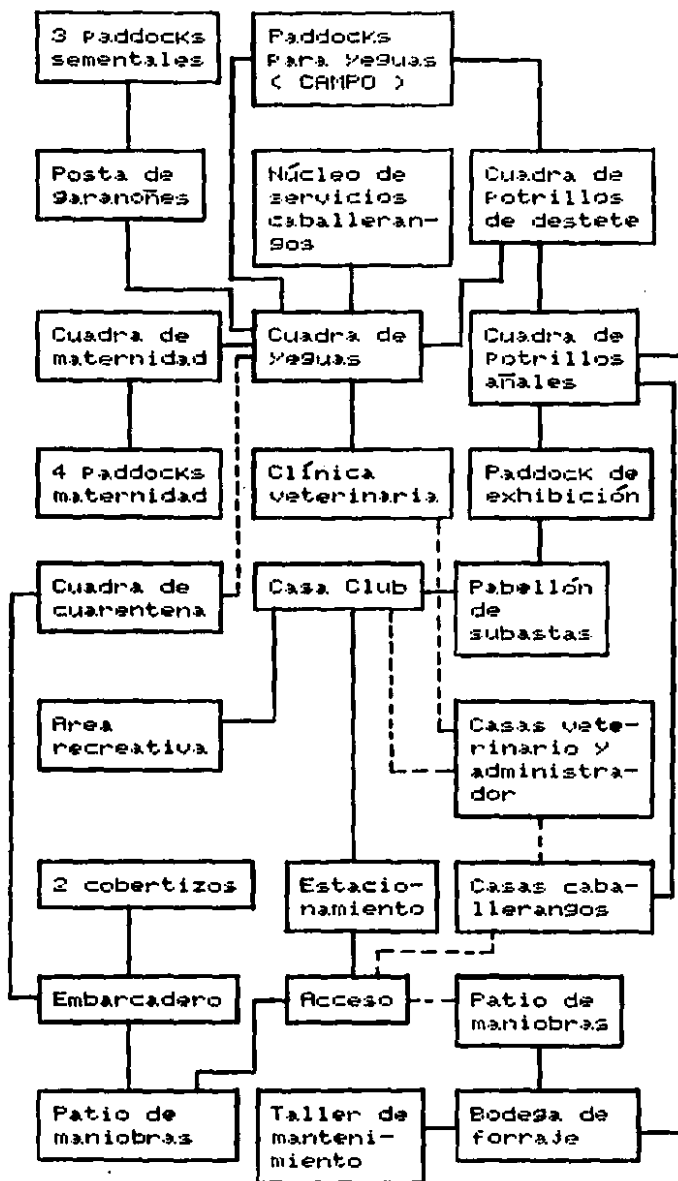 3 Paddocks
sementales
Paddocks
para yeguas
( CAMPO )
Posta de
garanoñes
Núcleo de
servicios
caballeran-
gos
Cuadra de
potrillos
de destete
Cuadra de
maternidad
Cuadra de
yeguas
Cuadra de
potrillos
añales
4 Paddocks
maternidad
Clínica
veterinaria
Paddock de
exhibición
Cuadra de
cuarentena
Casa Club
Pabellón
de
subastas
Area
recreativa
Casas vete-
rinario y
administra-
dor
2 cobertizos
Estacio-
namiento
Casas caba-
llerangos
Embarcadero
Acceso
Patio de
maniobras
Patio de
maniobras
Taller de
manteni-
miento
Bodega de
forraje